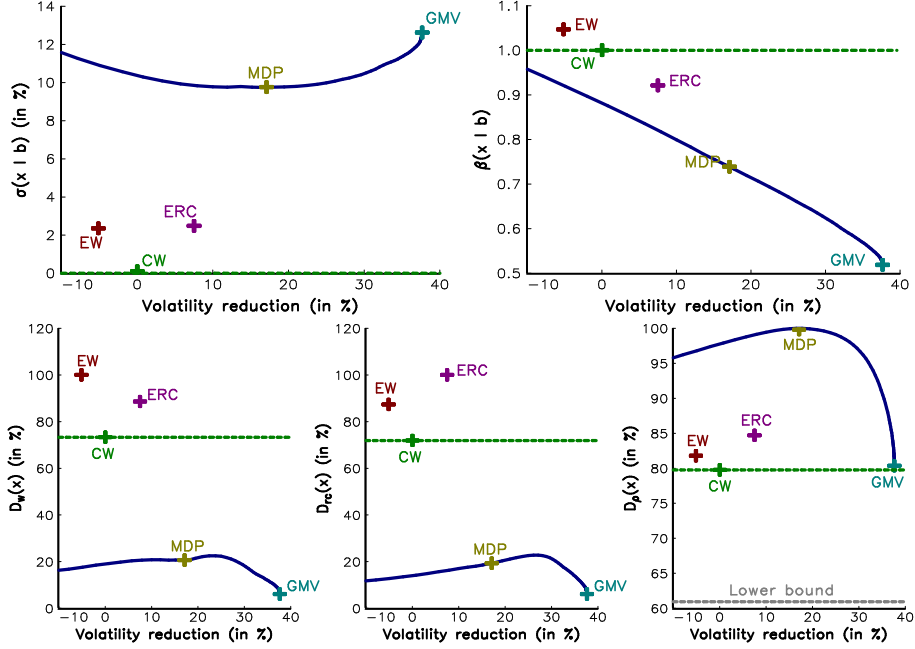 14
12
10
8
6
4
2
0
σ(x | b) (in %)
GMV
MDP
ERC
EW
CW
−10 0 10 20 30 40
Volatility reduction (in %)
1.1
1.0
0.9
0.8
0.7
0.6
0.5
β(x | b)
EW
CW
ERC
MDP
GMV
−10 0 10 20 30 40
Volatility reduction (in %)
120
100
80
60
40
20
0
D_w(x) (in %)
EW
ERC
CW
MDP
GMV
−10 0 10 20 30 40
Volatility reduction (in %)
120
100
80
60
40
20
0
D_rc(x) (in %)
EW
ERC
CW
MDP
GMV
−10 0 10 20 30 40
Volatility reduction (in %)
100
95
90
85
80
75
70
65
60
D_ρ(x) (in %)
MDP
ERC
EW
CW
GMV
Lower bound
−10 0 10 20 30 40
Volatility reduction (in %)